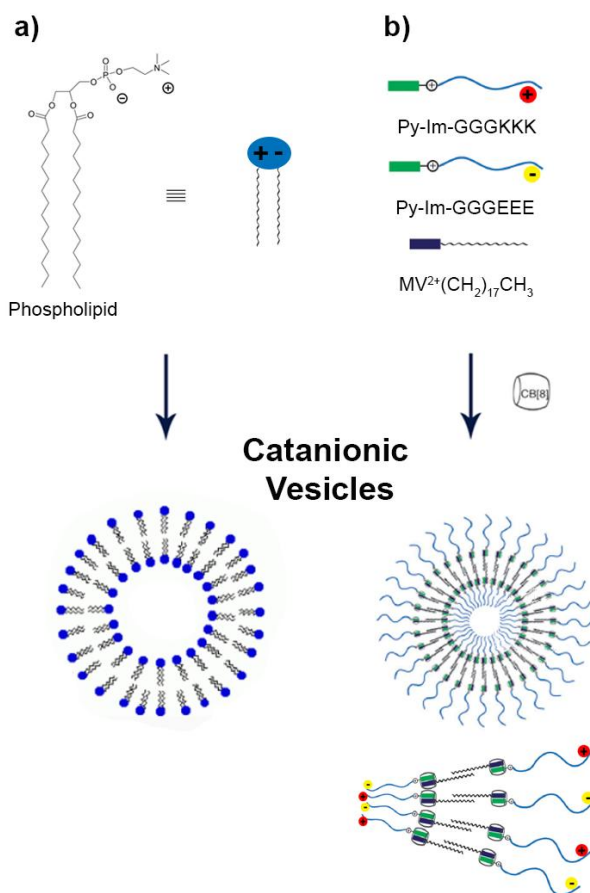 a)
O
O
P
O
O
N
⊖
⊕
O
O
O
O
+ -
Phospholipid
b)
+
+
Py-Im-GGGKKK
+
-
Py-Im-GGGEEE
MV²⁺(CH₂)₁₇CH₃
CB[8]
Catanionic
Vesicles
+
-
-
+
-
+
+
-